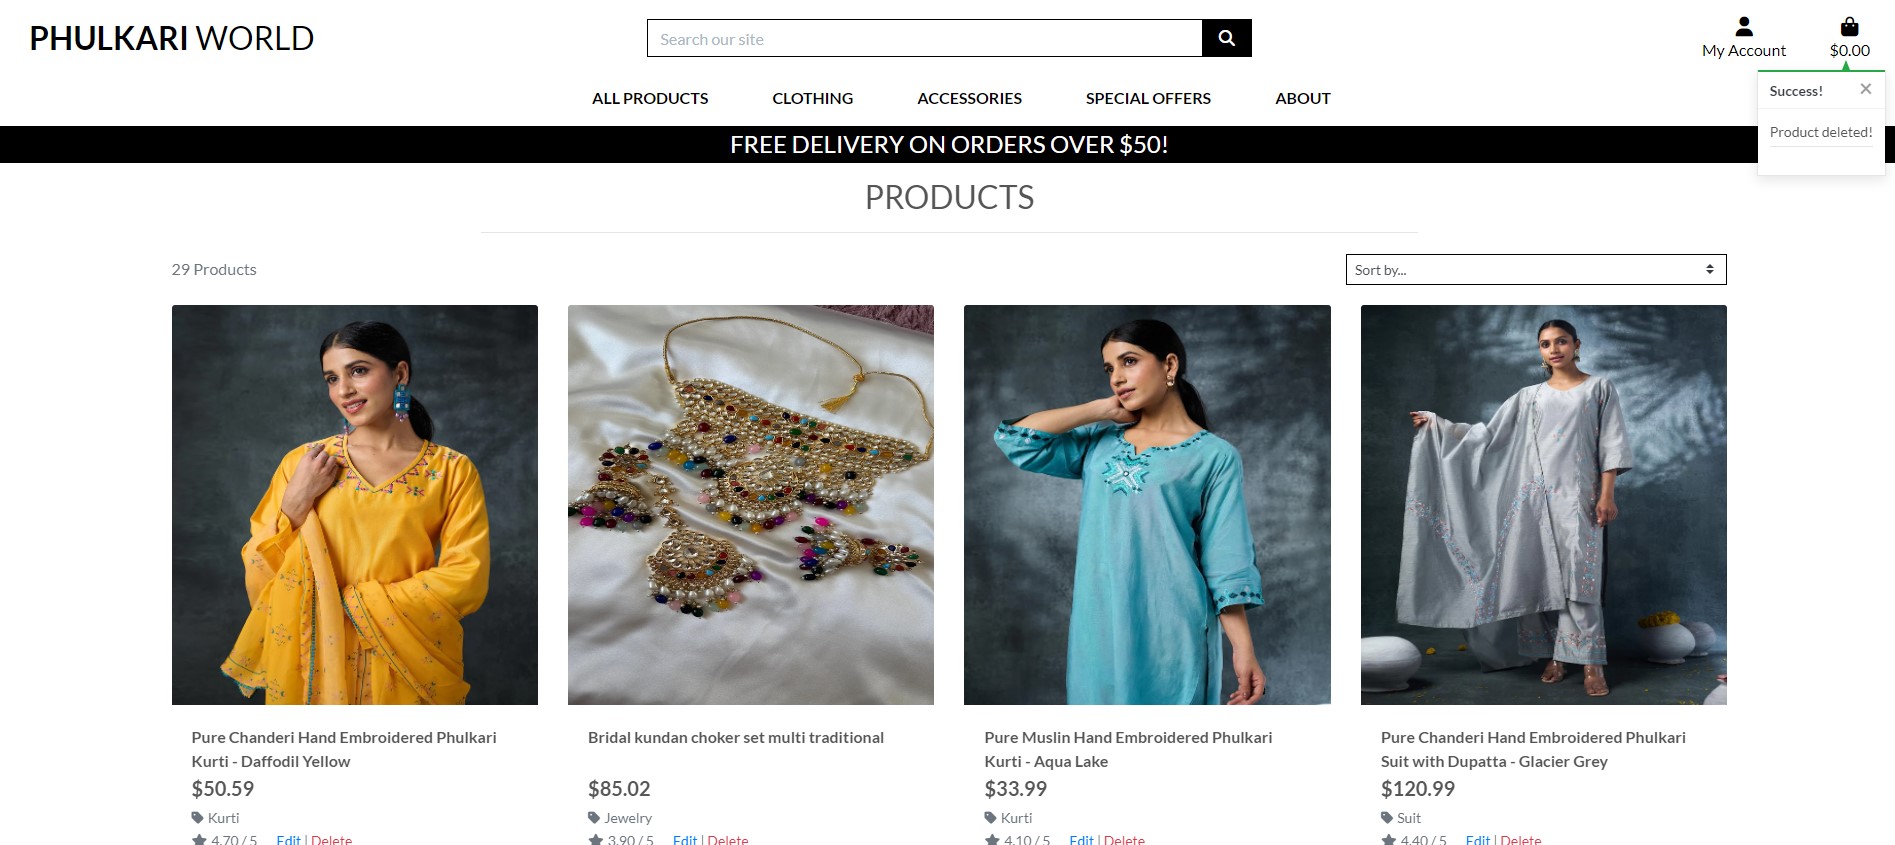 PHULKARI WORLD
Search our site
My Account
$0.00
Success!
Product deleted!
ALL PRODUCTS
CLOTHING
ACCESSORIES
SPECIAL OFFERS
ABOUT
FREE DELIVERY ON ORDERS OVER $50!
PRODUCTS
29 Products
Sort by...
Pure Chanderi Hand Embroidered Phulkari
Kurti - Daffodil Yellow
$50.59
Kurti
4.70 / 5 Edit | Delete
Bridal kundan choker set multi traditional
$85.02
Jewelry
3.90 / 5 Edit | Delete
Pure Muslin Hand Embroidered Phulkari
Kurti - Aqua Lake
$33.99
Kurti
4.10 / 5 Edit | Delete
Pure Chanderi Hand Embroidered Phulkari
Suit with Dupatta - Glacier Grey
$120.99
Suit
4.40 / 5 Edit | Delete